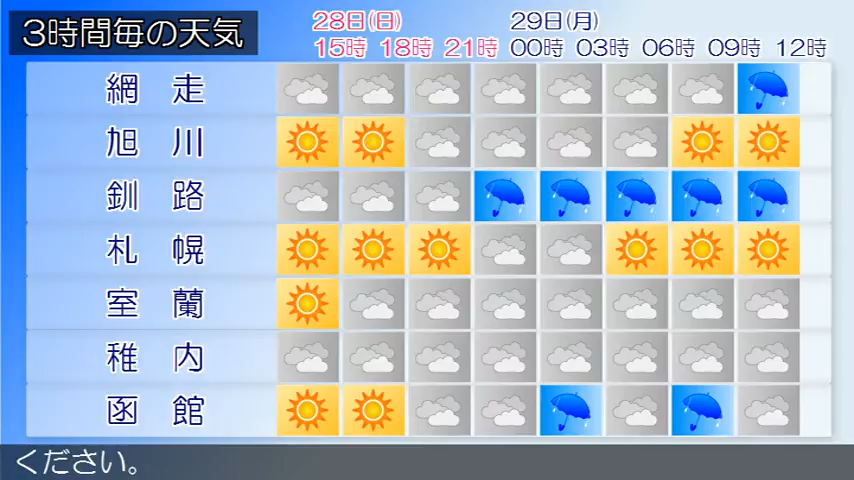 3時間毎の天気
28日(日) 29日(月)
15時 18時 21時 00時 03時 06時 09時 12時
網走
旭川
釧路
札幌
室蘭
稚内
函館
ください。